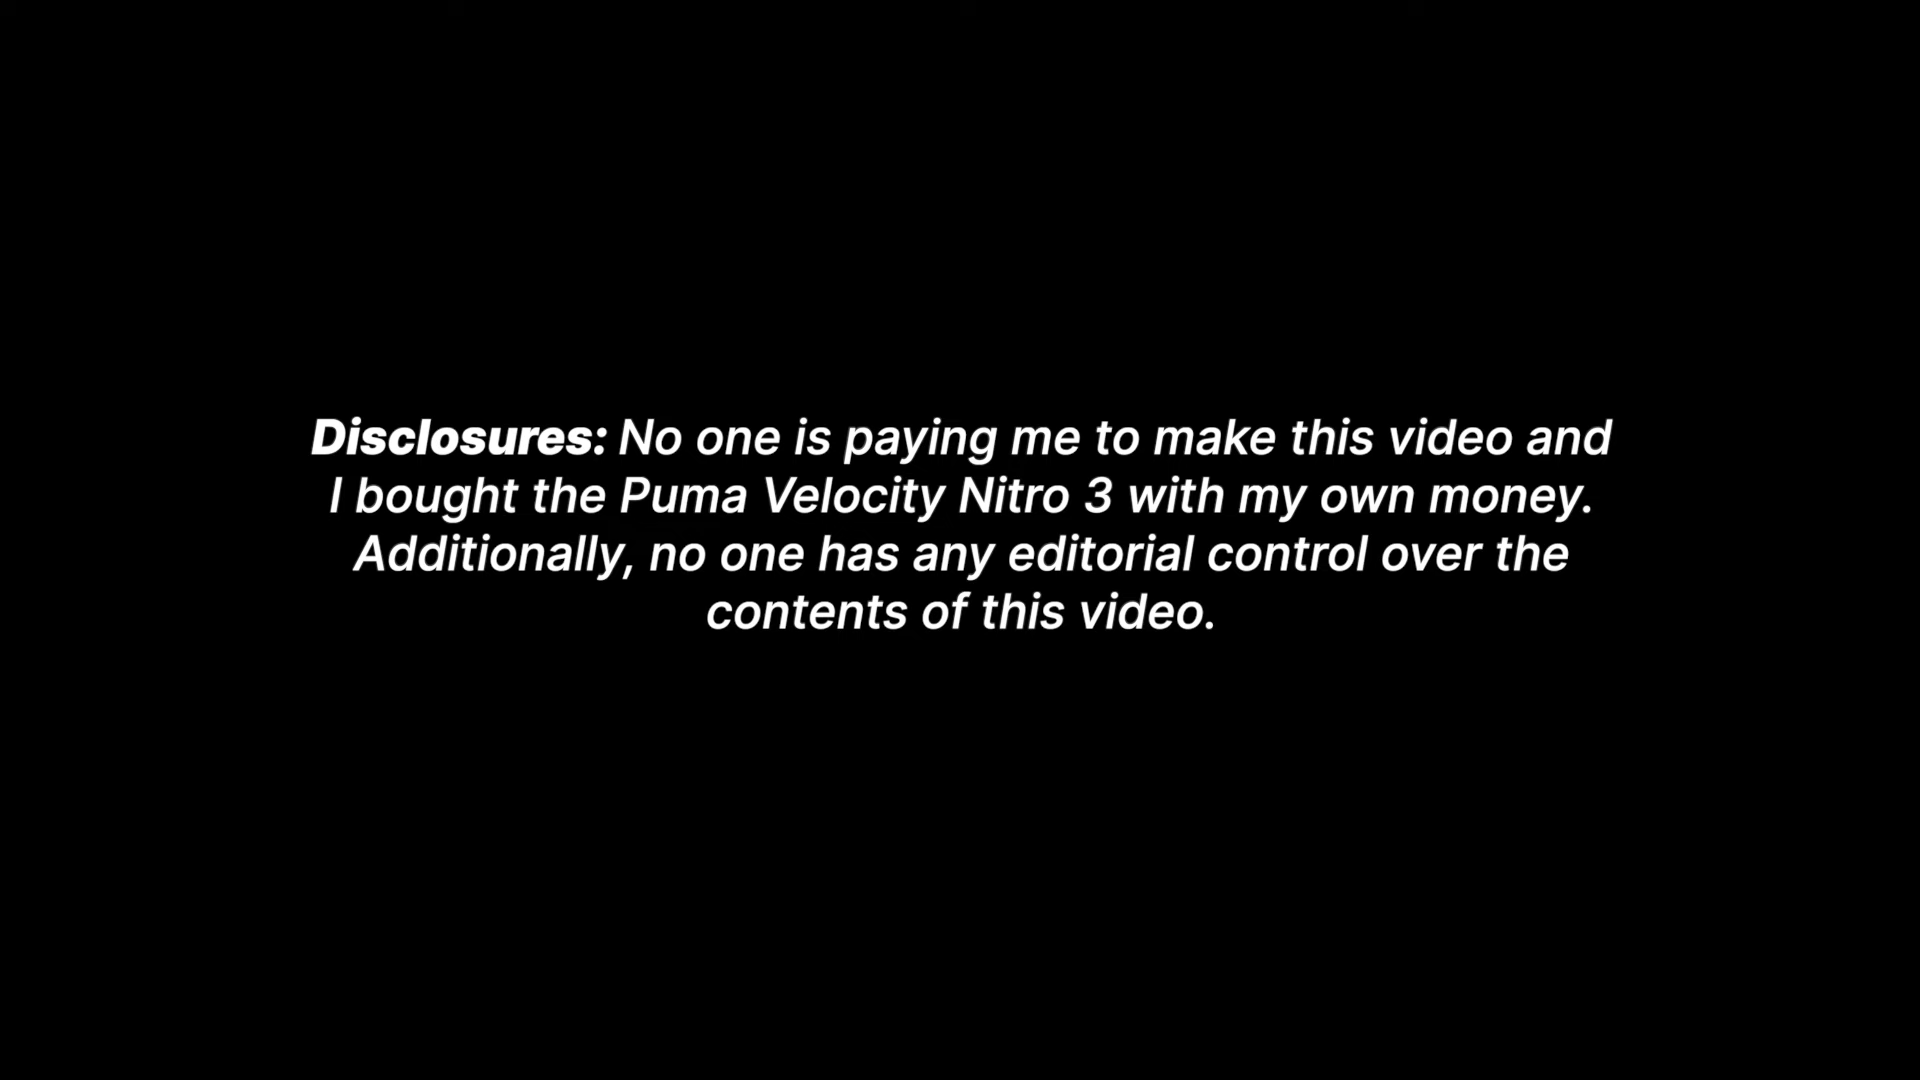 Disclosures: No one is paying me to make this video and
I bought the Puma Velocity Nitro 3 with my own money.
Additionally, no one has any editorial control over the
contents of this video.